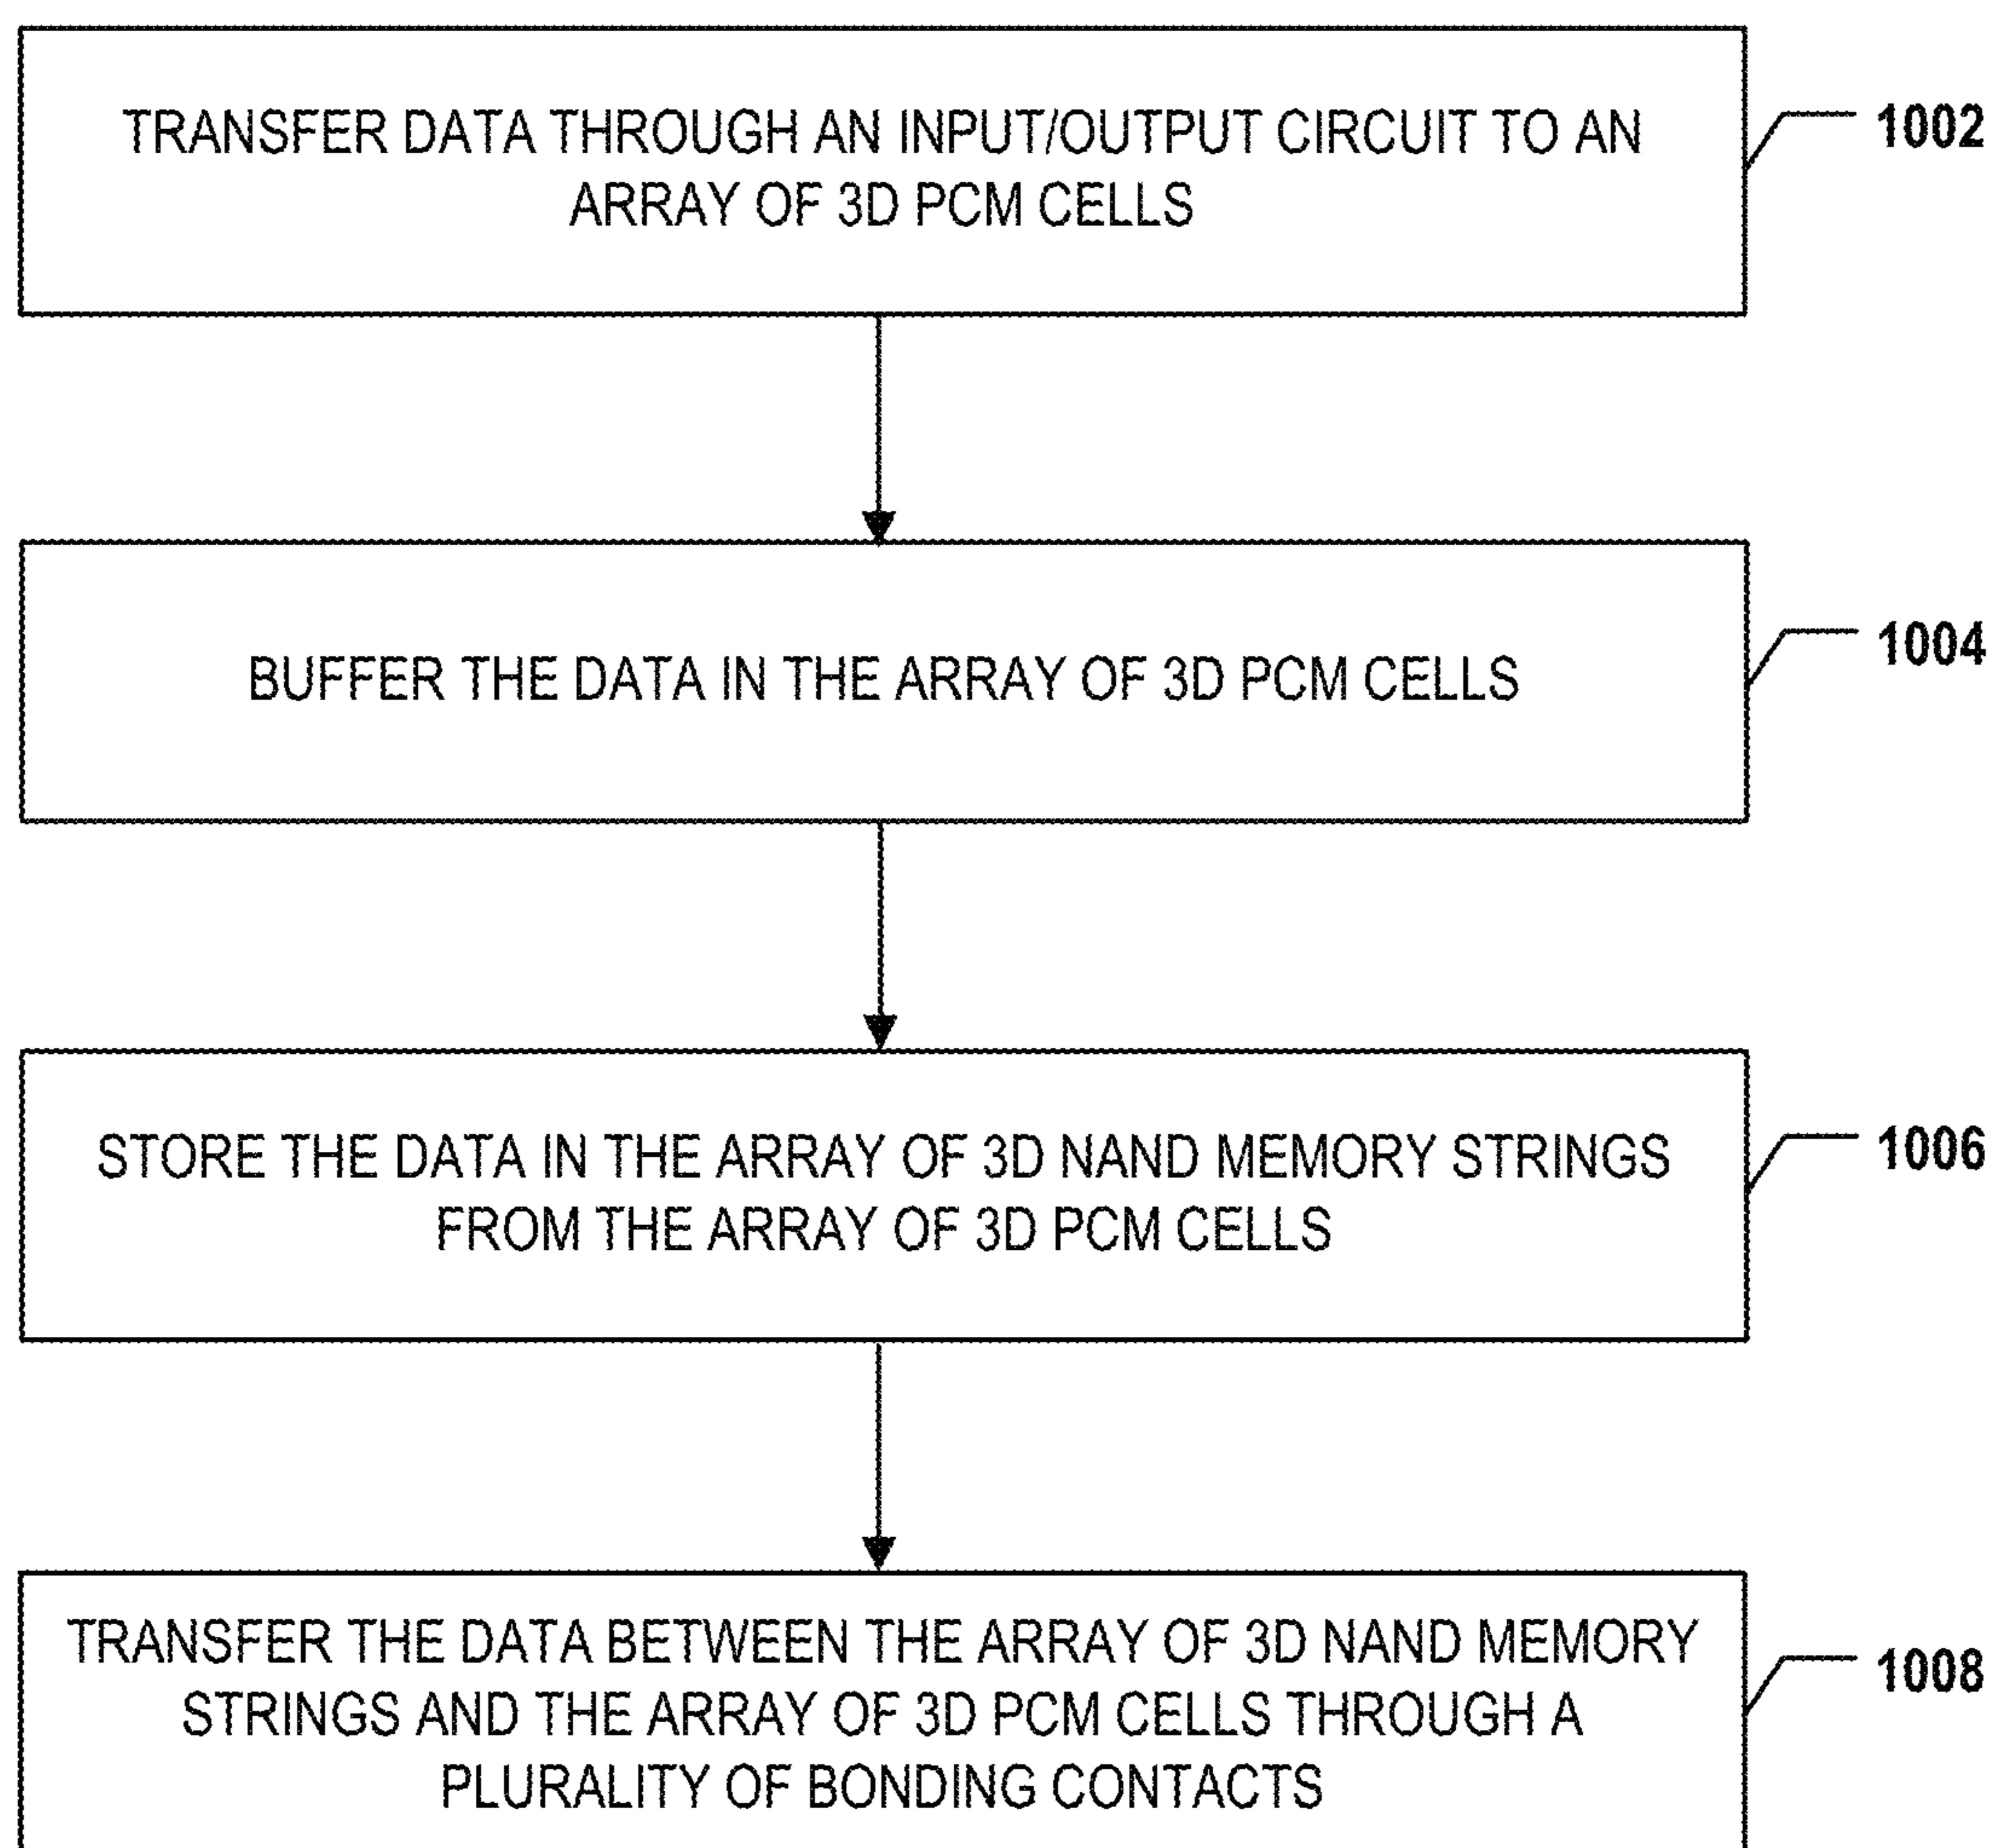 TRANSFER DATA THROUGH AN INPUT/OUTPUT CIRCUIT TO AN
ARRAY OF 3D PCM CELLS
1002
BUFFER THE DATA IN THE ARRAY OF 3D PCM CELLS
1004
STORE THE DATA IN THE ARRAY OF 3D NAND MEMORY STRINGS
FROM THE ARRAY OF 3D PCM CELLS
1006
TRANSFER THE DATA BETWEEN THE ARRAY OF 3D NAND MEMORY
STRINGS AND THE ARRAY OF 3D PCM CELLS THROUGH A
PLURALITY OF BONDING CONTACTS
1008